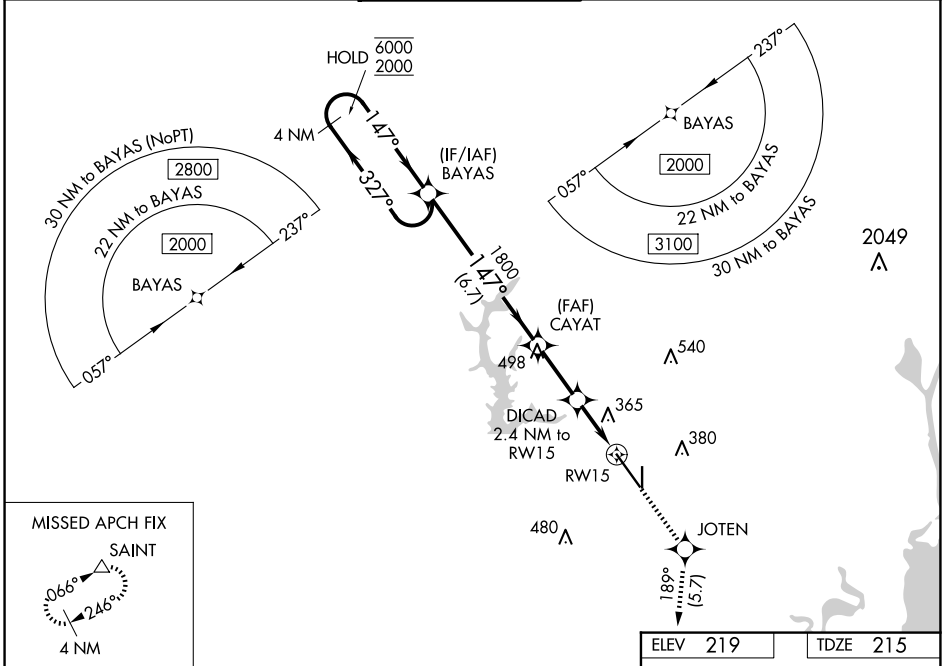 HOLD 6000
2000
4 NM
147°
327°
(IF/IAF)
BAYAS
30 NM to BAYAS (NoPT)
2800
22 NM to BAYAS
2000
237°
BAYAS
057°
237°
BAYAS
2000
057°
22 NM to BAYAS
3100
30 NM to BAYAS
2049
1800
147°
(6.7)
(FAF)
CAYAT
498
540
DICAD
2.4 NM to
RW15
365
380
RW15
480
JOTEN
189°
(5.7)
MISSED APCH FIX
SAINT
066°
246°
4 NM
ELEV 219
TDZE 215